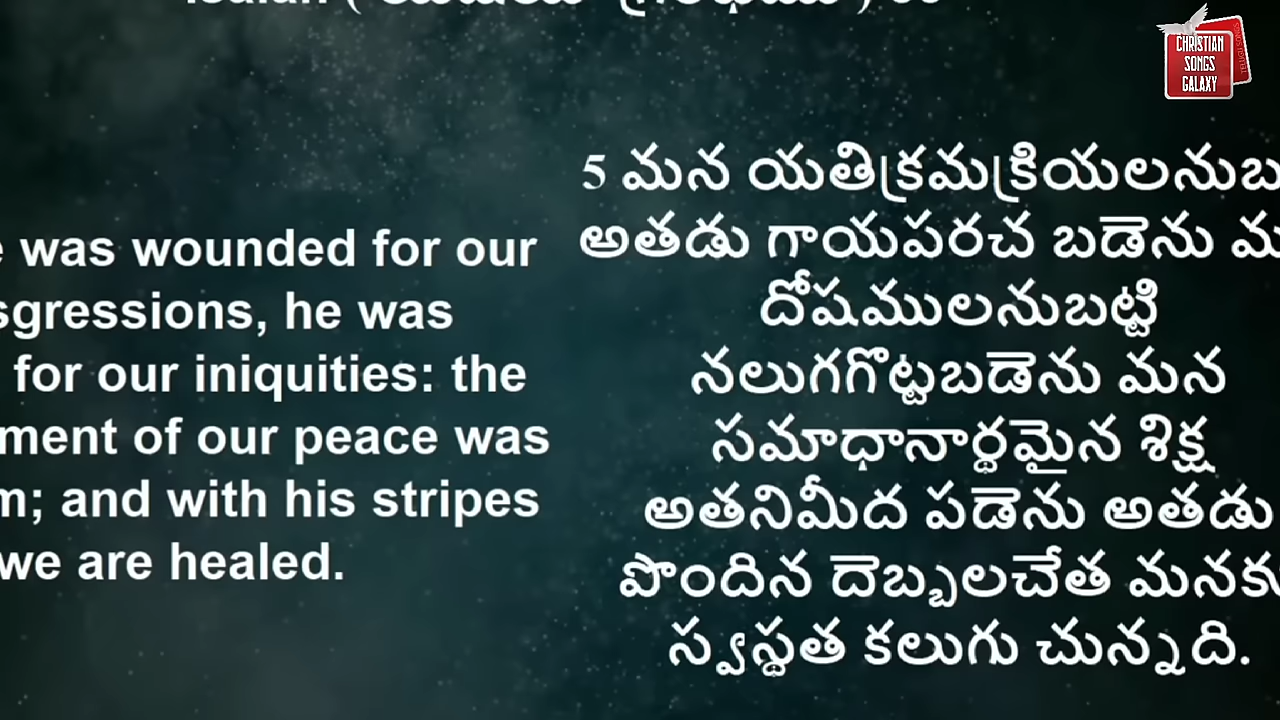 e was wounded for our
sgressions, he was
for our iniquities: the
ment of our peace was
m; and with his stripes
we are healed.
5 మన యతిక్రమక్రియలనుబ
అతడు గాయపరచ బడెను మ
దోషములనుబట్టి
నలుగగొట్టబడెను మన
సమాధానార్థమైన శిక్ష
అతనిమీద పడెను అతడు
పొందిన దెబ్బలచేత మనకు
స్వస్థత కలుగు చున్నది.
CHRISTIAN
SONGS
GALAXY
TELUGU SONGS